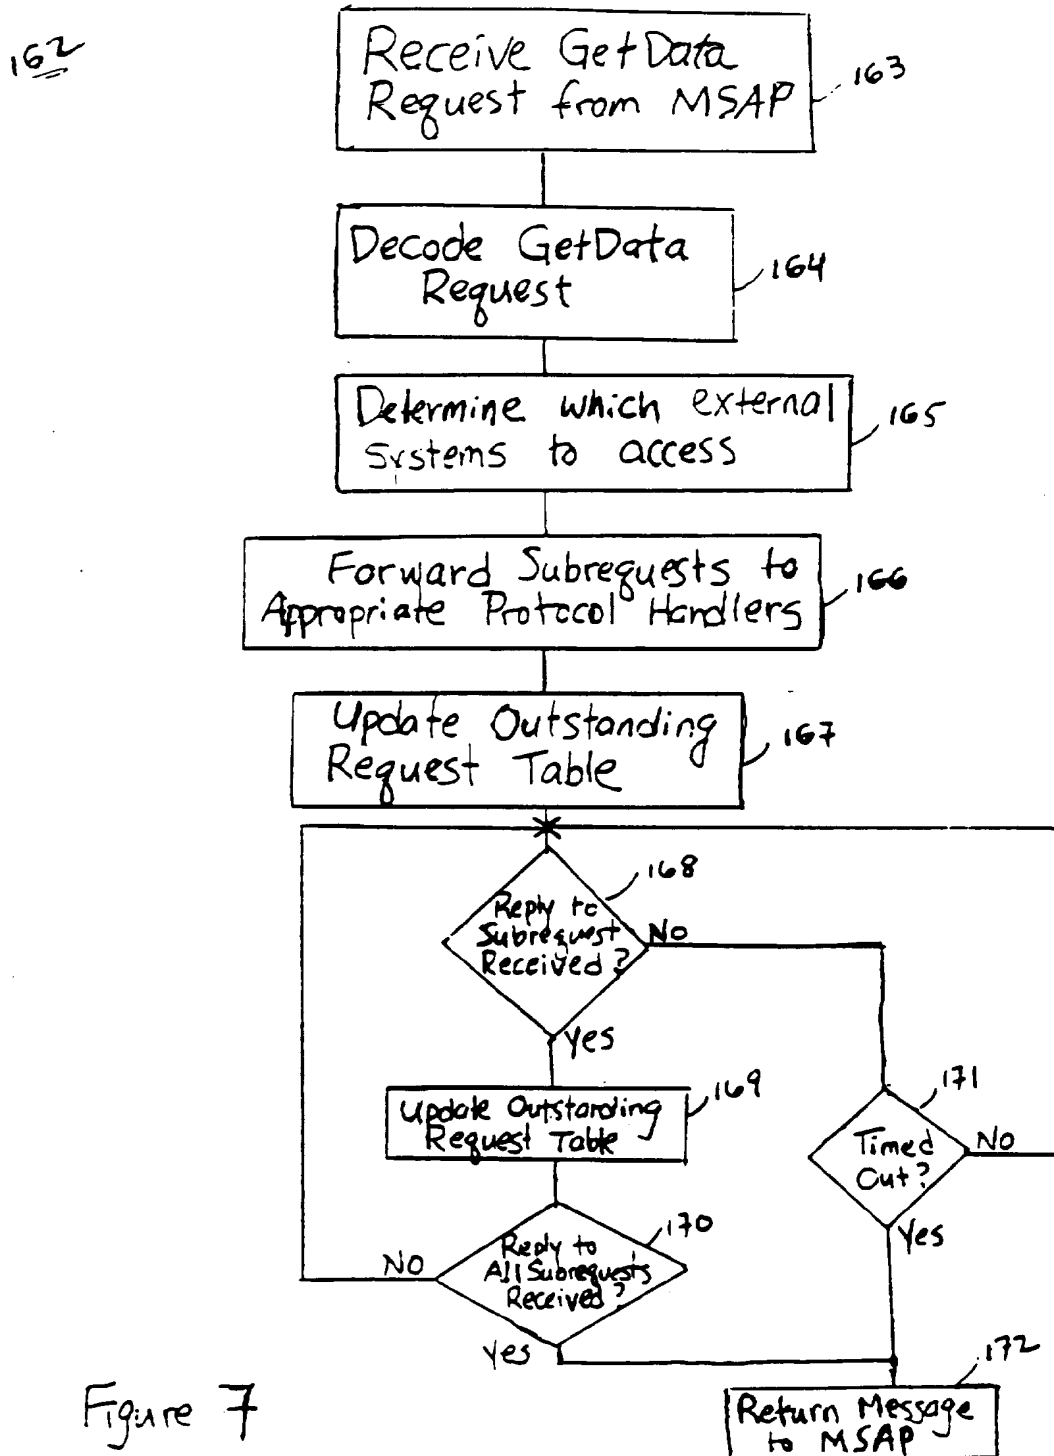 162
Receive GetData
Request from MSAP
163
Decode GetData
Request
164
Determine which external
Systems to access
165
Forward Subrequests to
Appropriate Protocol Handlers
166
Update Outstanding
Request Table
167
168
Reply to
Subrequest
Received?
No
Yes
169
Update Outstanding
Request Table
171
Timed
Out?
No
Yes
170
Reply to
All Subrequests
Received?
No
Yes
172
Return Message
to MSAP
Figure 7